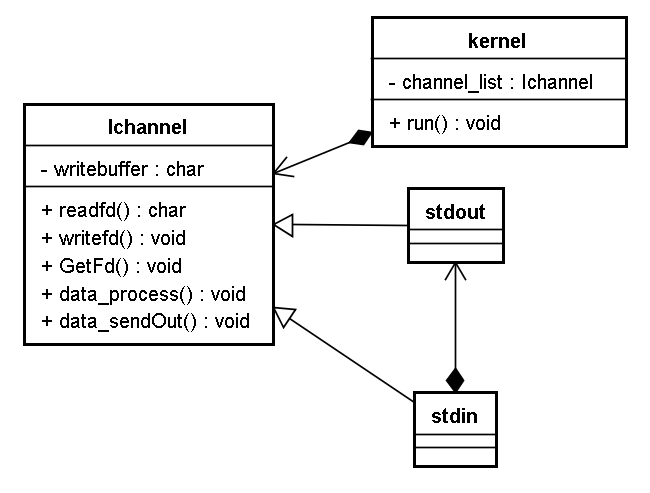 kernel
- channel_list : Ichannel
+ run() : void
Ichannel
- writebuffer : char
+ readfd() : char
+ writefd() : void
+ GetFd() : void
+ data_process() : void
+ data_sendOut() : void
stdout
stdin